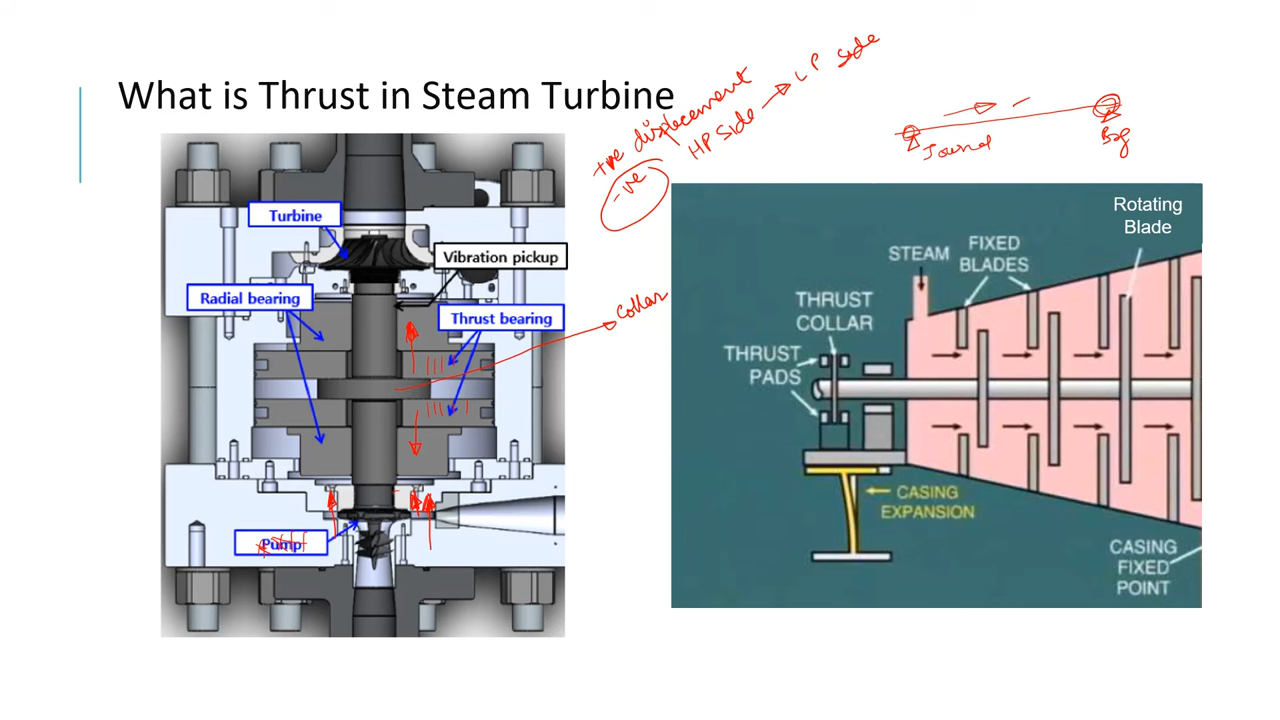 What is Thrust in Steam Turbine
+ve displacement
HP Side → LP side
-ve
Journal
Brg
Turbine
Vibration pickup
Radial bearing
Thrust bearing
Collar
Pump
Rotating
Blade
STEAM
FIXED
BLADES
THRUST
COLLAR
THRUST
PADS
CASING
EXPANSION
CASING
FIXED
POINT